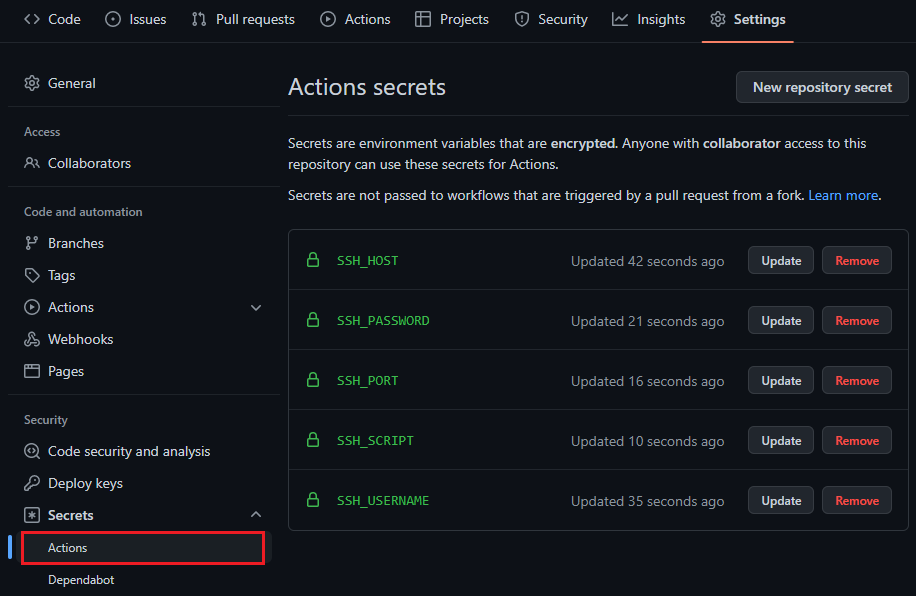 Code Issues Pull requests Actions Projects Security Insights Settings
General
Access
Collaborators
Code and automation
Branches
Tags
Actions
Webhooks
Pages
Security
Code security and analysis
Deploy keys
Secrets
Actions
Dependabot
Actions secrets
New repository secret
Secrets are environment variables that are encrypted. Anyone with collaborator access to this
repository can use these secrets for Actions.
Secrets are not passed to workflows that are triggered by a pull request from a fork. Learn more.
SSH_HOST Updated 42 seconds ago Update Remove
SSH_PASSWORD Updated 21 seconds ago Update Remove
SSH_PORT Updated 16 seconds ago Update Remove
SSH_SCRIPT Updated 10 seconds ago Update Remove
SSH_USERNAME Updated 35 seconds ago Update Remove